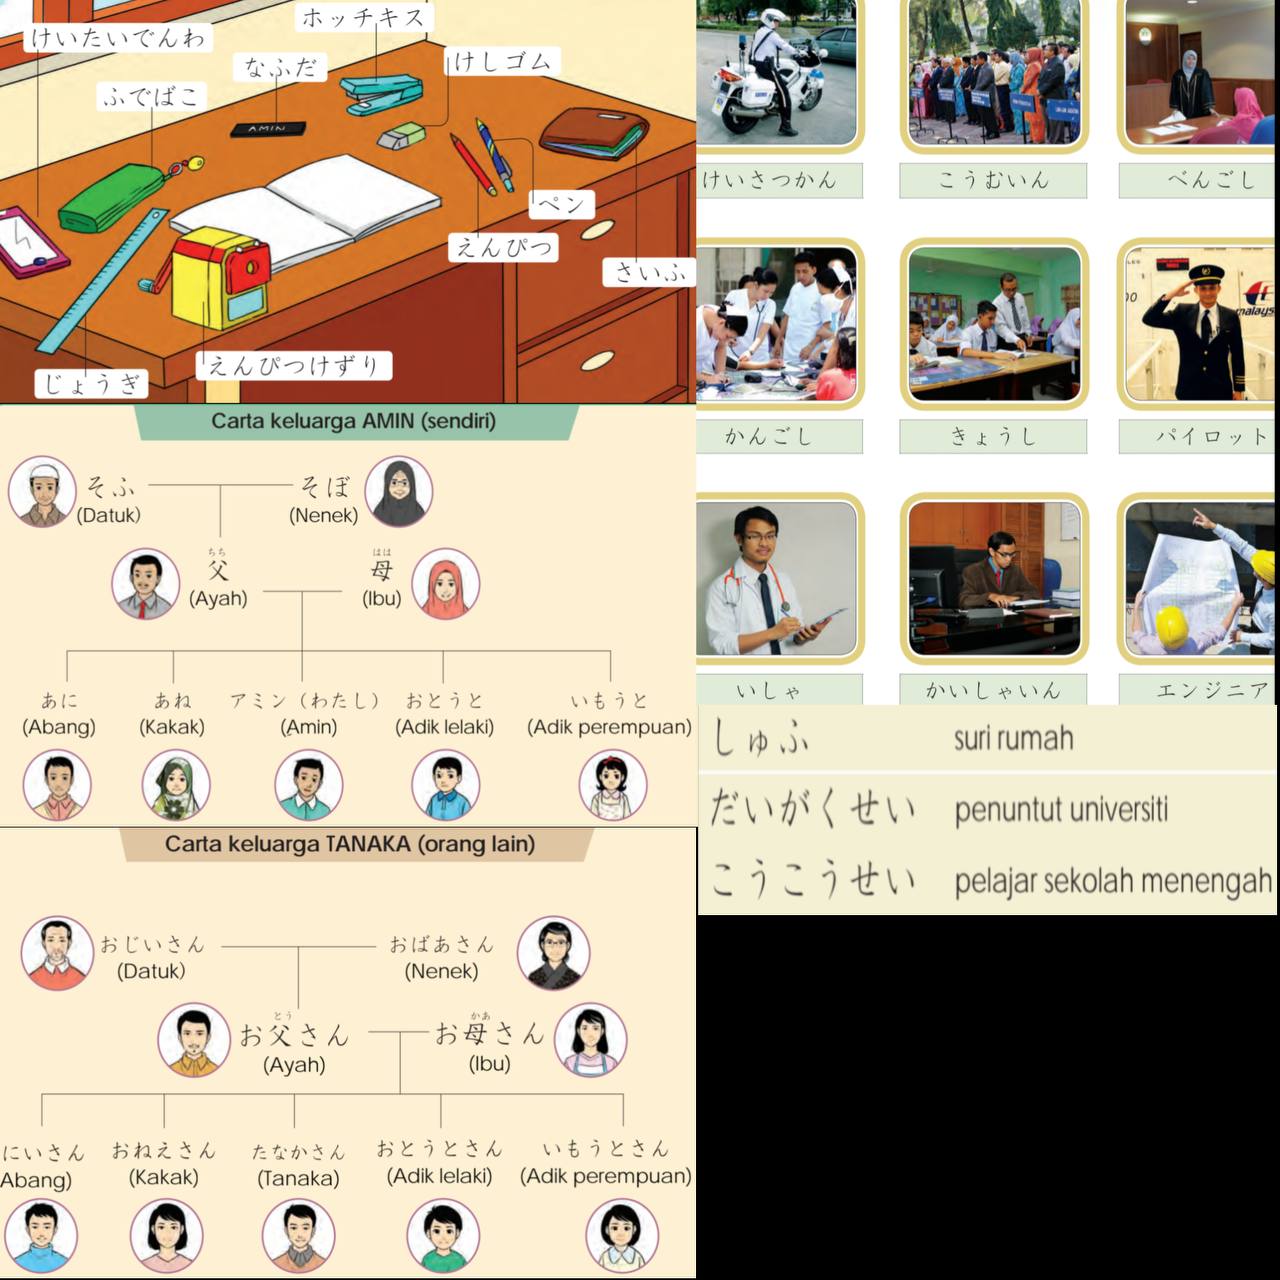 ホッチキス
けいたいでんわ
なふだ
けしゴム
ふでばこ
AMIN
ペン
えんぴつ
さいふ
えんぴつけずり
じょうぎ
Carta keluarga AMIN (sendiri)
そふ
(Datuk)
そぼ
(Nenek)
ちち
父
(Ayah)
はは
母
(Ibu)
あに
(Abang)
あね
(Kakak)
アミン（わたし）
(Amin)
おとうと
(Adik lelaki)
いもうと
(Adik perempuan)
Carta keluarga TANAKA (orang lain)
おじいさん
(Datuk)
おばあさん
(Nenek)
とう
お父さん
(Ayah)
かあ
お母さん
(Ibu)
にいさん
Abang)
おねえさん
(Kakak)
たなかさん
(Tanaka)
おとうとさん
(Adik lelaki)
いもうとさん
(Adik perempuan)
けいさつかん
こうむいん
べんごし
malays
かんごし
きょうし
パイロット
いしゃ
かいしゃいん
エンジニア
しゅふ suri rumah
だいがくせい penuntut universiti
こうこうせい pelajar sekolah menengah